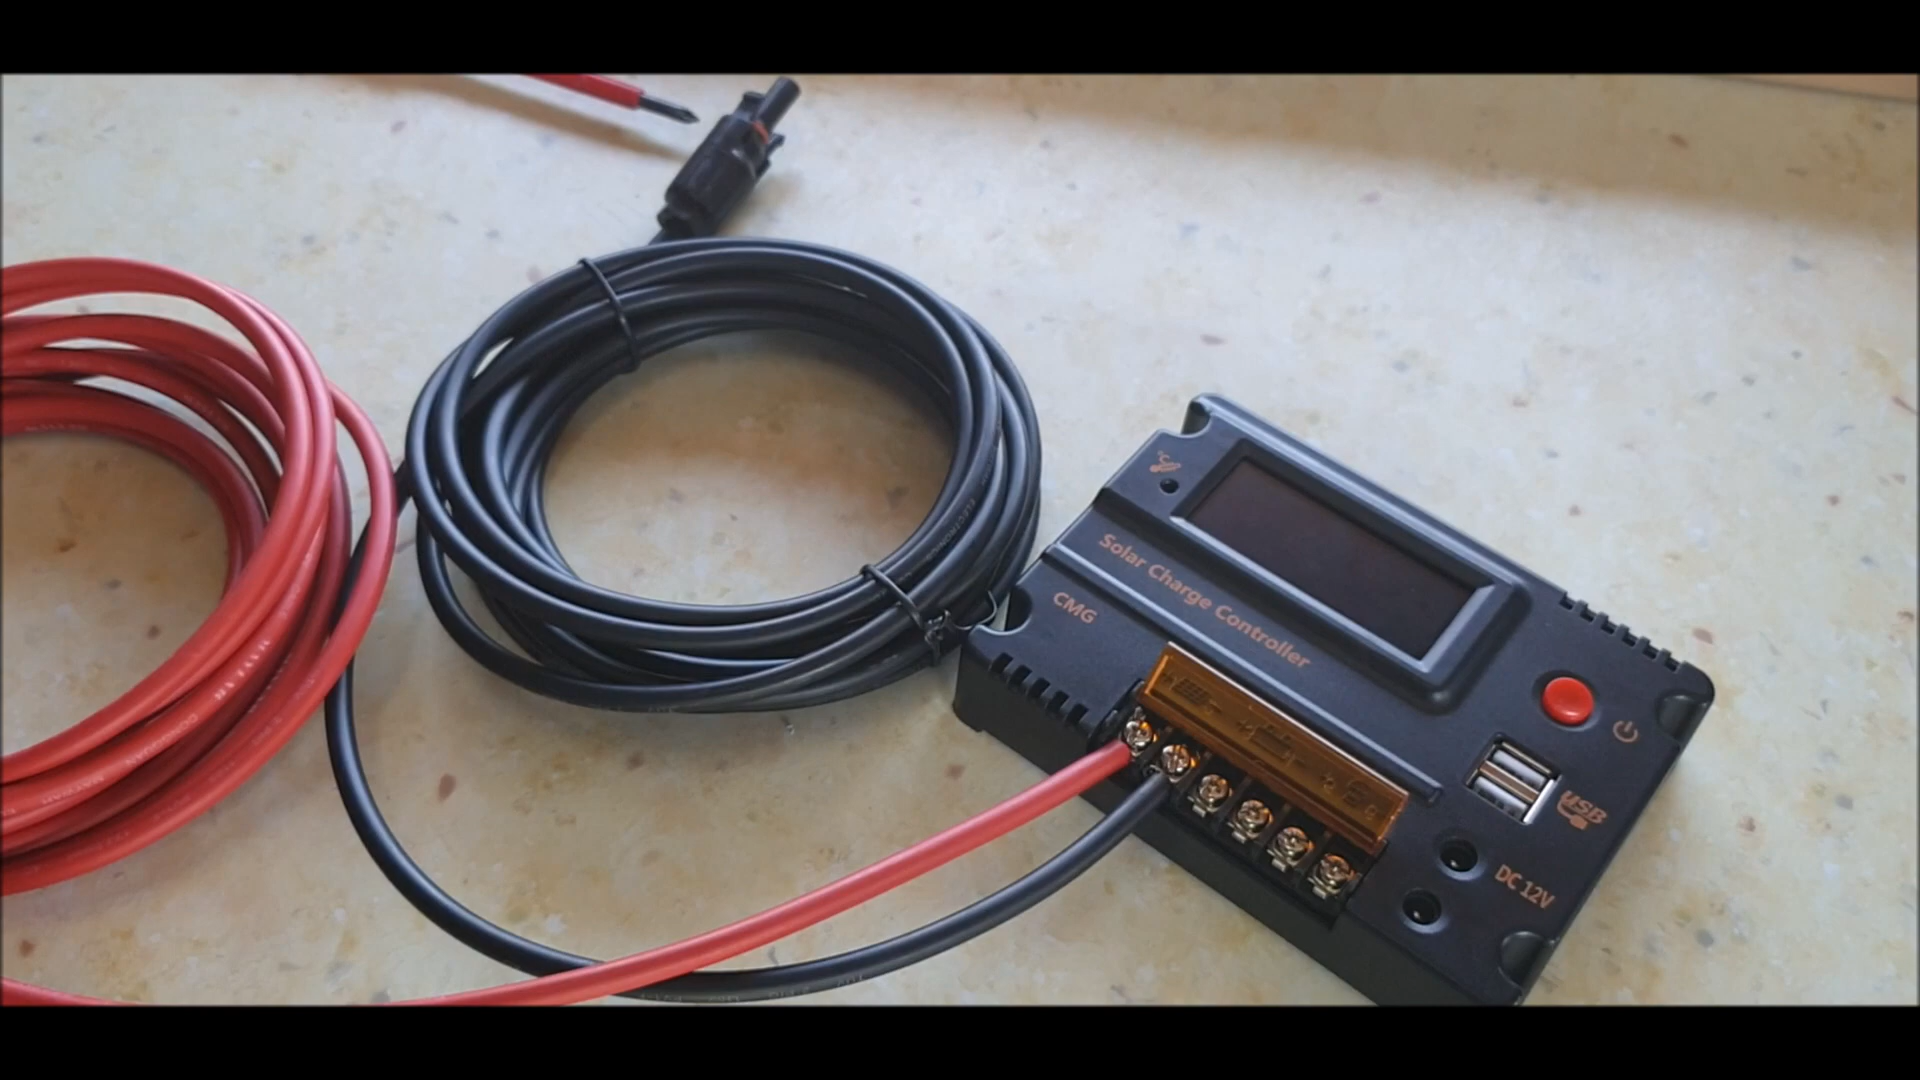 °C
Solar Charge Controller
CMG
USB
DC 12V